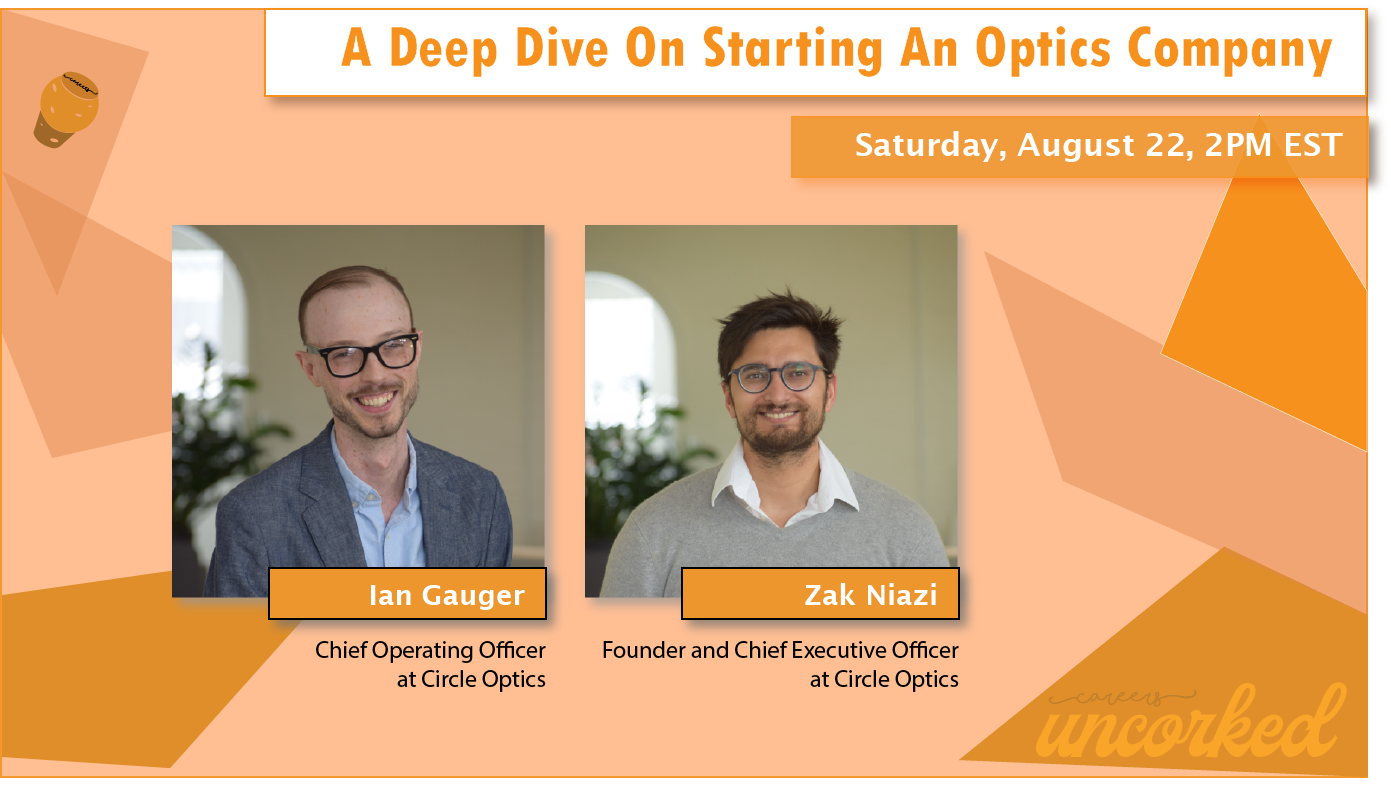 A Deep Dive On Starting An Optics Company
Saturday, August 22, 2PM EST
Ian Gauger
Chief Operating Officer
at Circle Optics
Zak Niazi
Founder and Chief Executive Officer
at Circle Optics
careers
uncorked